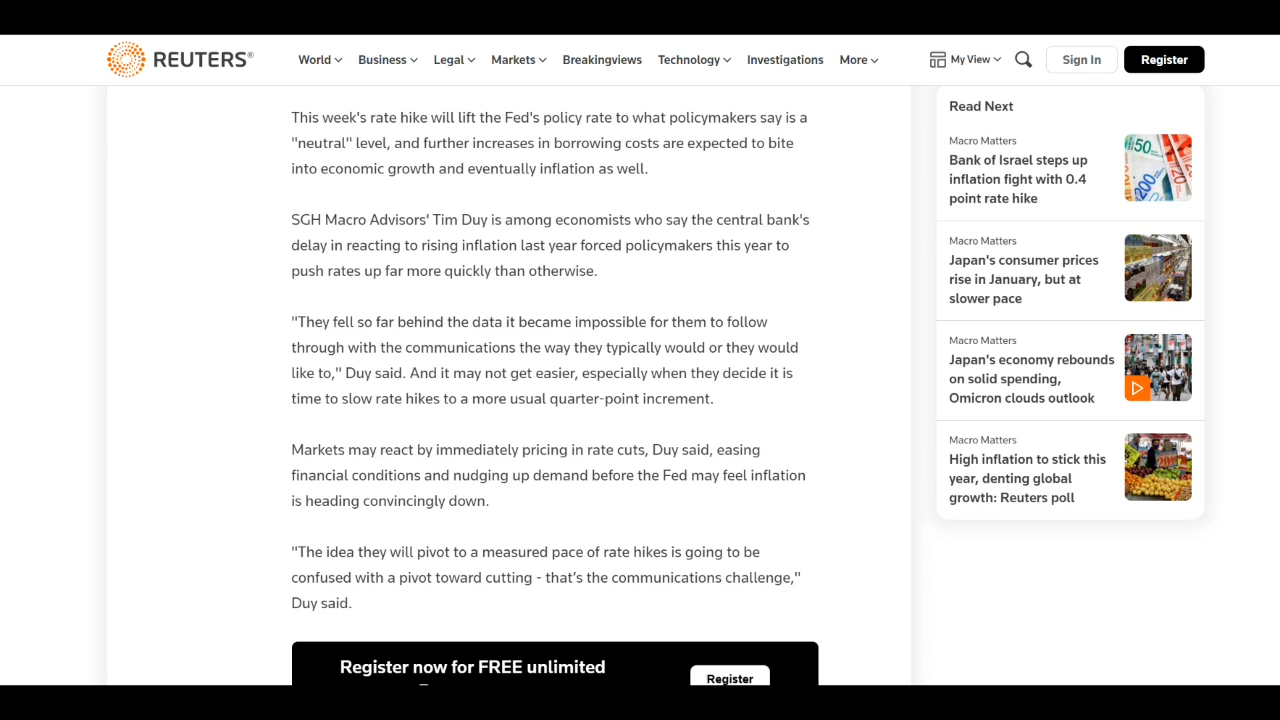 REUTERS®
World
Business
Legal
Markets
Breakingviews
Technology
Investigations
More
My View
Sign In
Register
This week's rate hike will lift the Fed's policy rate to what policymakers say is a
"neutral" level, and further increases in borrowing costs are expected to bite
into economic growth and eventually inflation as well.
SGH Macro Advisors' Tim Duy is among economists who say the central bank's
delay in reacting to rising inflation last year forced policymakers this year to
push rates up far more quickly than otherwise.
"They fell so far behind the data it became impossible for them to follow
through with the communications the way they typically would or they would
like to," Duy said. And it may not get easier, especially when they decide it is
time to slow rate hikes to a more usual quarter-point increment.
Markets may react by immediately pricing in rate cuts, Duy said, easing
financial conditions and nudging up demand before the Fed may feel inflation
is heading convincingly down.
"The idea they will pivot to a measured pace of rate hikes is going to be
confused with a pivot toward cutting - that’s the communications challenge,"
Duy said.
Register now for FREE unlimited
Register
Read Next
Macro Matters
Bank of Israel steps up
inflation fight with 0.4
point rate hike
50
200
20
Macro Matters
Japan's consumer prices
rise in January, but at
slower pace
Macro Matters
Japan's economy rebounds
on solid spending,
Omicron clouds outlook
Macro Matters
High inflation to stick this
year, denting global
growth: Reuters poll